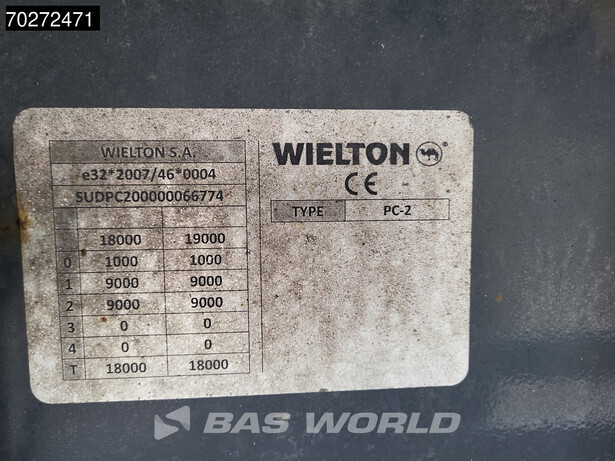 70272471
WIELTON S.A.
e32*2007/46*0004
SUDPC200000066774
18000 19000
0 1000 1000
1 9000 9000
2 9000 9000
3 0 0
4 0 0
T 18000 18000
WIELTON
CE
TYPE PC-2
BAS WORLD